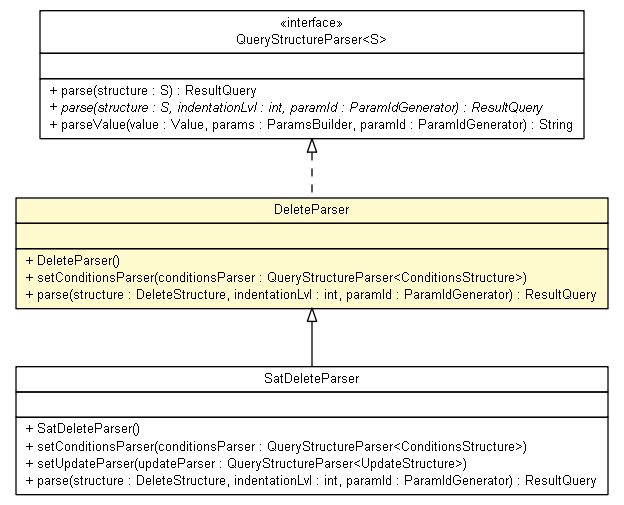 «interface»
QueryStructureParser<S>
+ parse(structure : S) : ResultQuery
+ parse(structure : S, indentationLvl : int, paramId : ParamIdGenerator) : ResultQuery
+ parseValue(value : Value, params : ParamsBuilder, paramId : ParamIdGenerator) : String
DeleteParser
+ DeleteParser()
+ setConditionsParser(conditionsParser : QueryStructureParser<ConditionsStructure>)
+ parse(structure : DeleteStructure, indentationLvl : int, paramId : ParamIdGenerator) : ResultQuery
SatDeleteParser
+ SatDeleteParser()
+ setConditionsParser(conditionsParser : QueryStructureParser<ConditionsStructure>)
+ setUpdateParser(updateParser : QueryStructureParser<UpdateStructure>)
+ parse(structure : DeleteStructure, indentationLvl : int, paramId : ParamIdGenerator) : ResultQuery